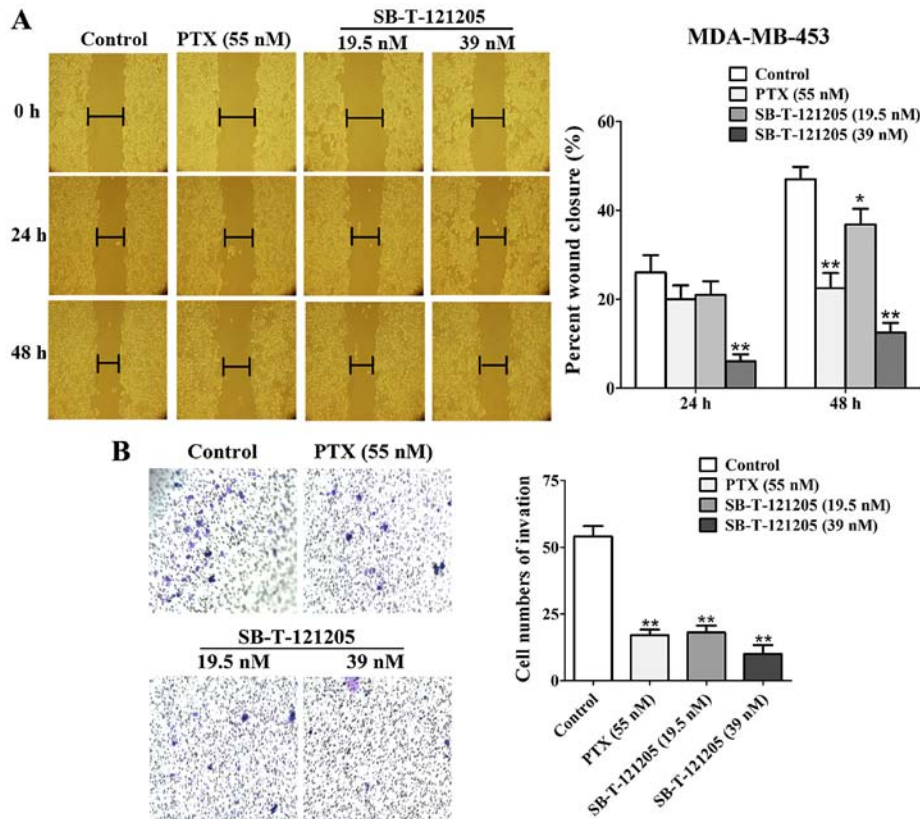 A
SB-T-121205
Control PTX (55 nM) 19.5 nM 39 nM
0 h
24 h
48 h
MDA-MB-453
Control
PTX (55 nM)
SB-T-121205 (19.5 nM)
SB-T-121205 (39 nM)
Percent wound closure (%)
60
40
20
0
** * ** **
24 h 48 h
B
Control PTX (55 nM)
SB-T-121205
19.5 nM 39 nM
Control
PTX (55 nM)
SB-T-121205 (19.5 nM)
SB-T-121205 (39 nM)
Cell numbers of invation
75
50
25
0
** ** **
Control
PTX (55 nM)
SB-T-121205 (19.5 nM)
SB-T-121205 (39 nM)